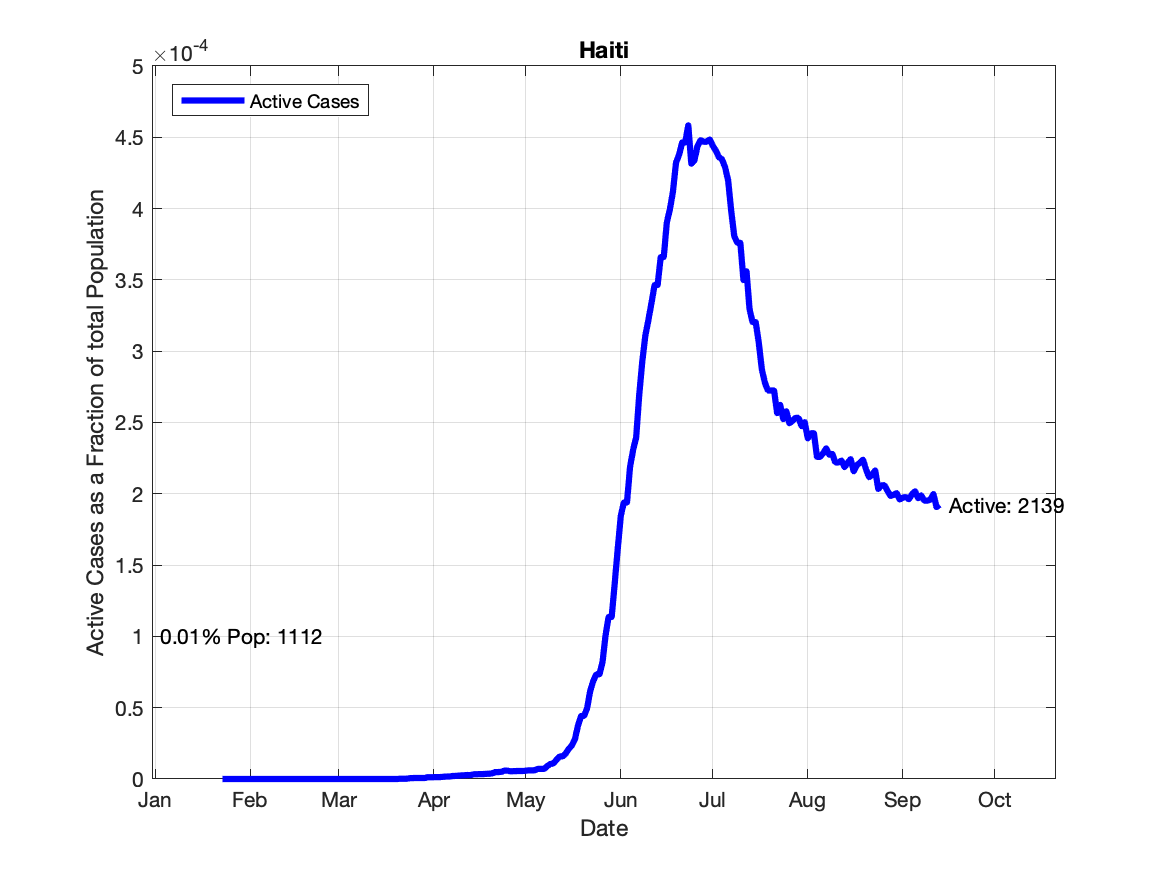 Haiti
×10-4
Active Cases
5
4.5
4
3.5
3
2.5
2
1.5
1
0.5
0
Active Cases as a Fraction of total Population
Active: 2139
0.01% Pop: 1112
Jan Feb Mar Apr May Jun Jul Aug Sep Oct
Date